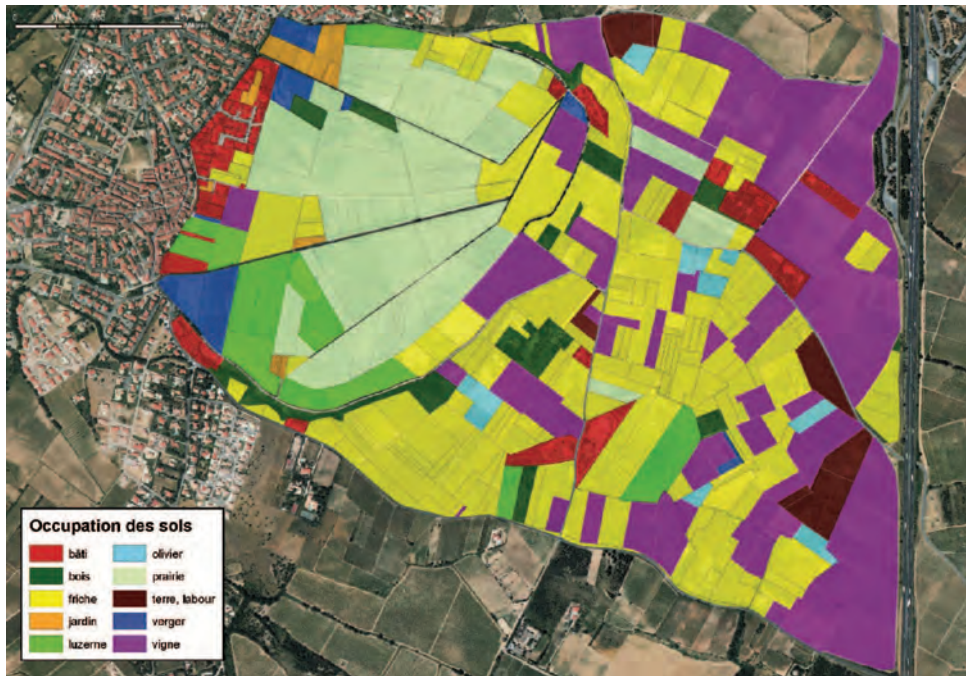 Occupation des sols
bâti
bois
friche
jardin
luzerne
olivier
prairie
terre, labour
verger
vigne